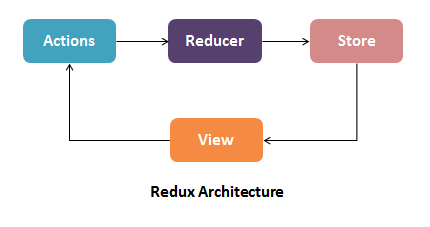 Actions
Reducer
Store
View
Redux Architecture